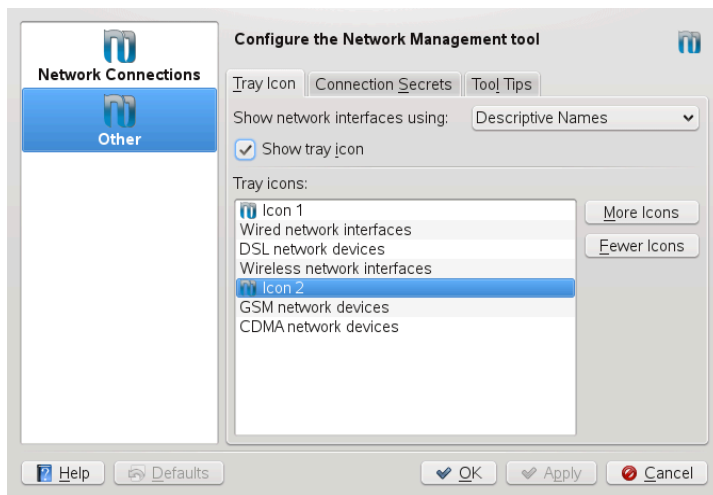 Configure the Network Management tool
Network Connections
Other
Tray Icon
Connection Secrets
Tool Tips
Show network interfaces using:
Descriptive Names
Show tray icon
Tray icons:
Icon 1
Wired network interfaces
DSL network devices
Wireless network interfaces
Icon 2
GSM network devices
CDMA network devices
More Icons
Fewer Icons
Help
Defaults
OK
Apply
Cancel